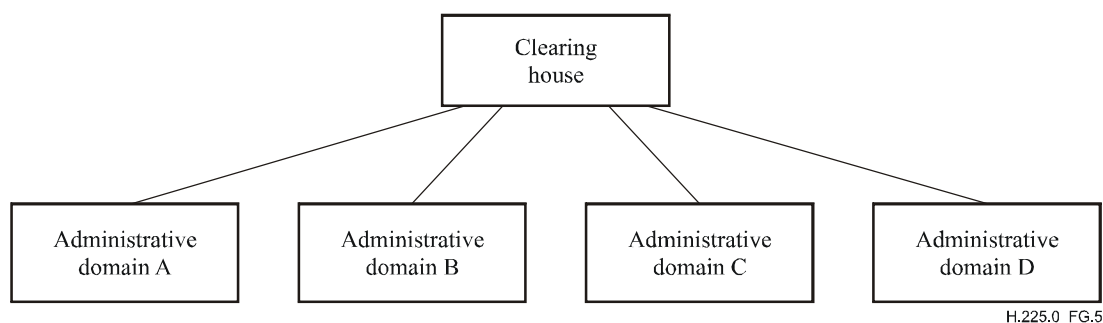 Clearing
house
Administrative
domain A
Administrative
domain B
Administrative
domain C
Administrative
domain D
H.225.0 FG.5